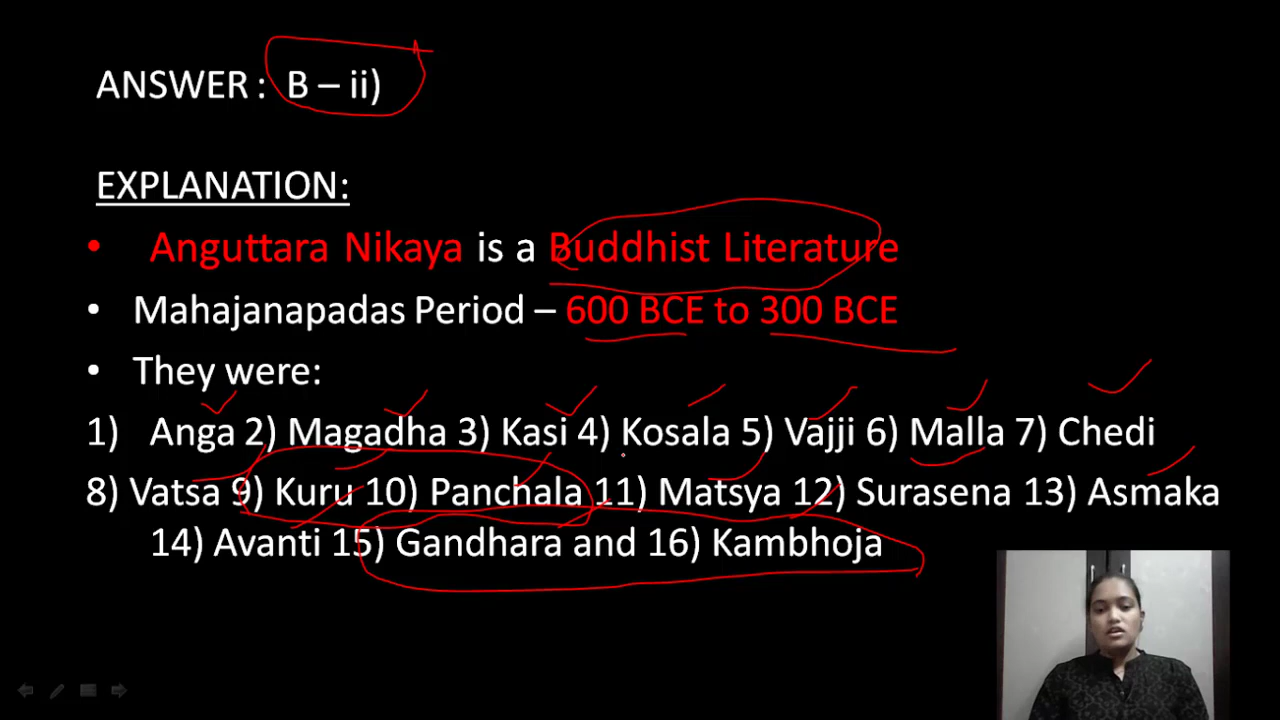 ANSWER : B – ii)
EXPLANATION:
• Anguttara Nikaya is a Buddhist Literature
• Mahajanapadas Period – 600 BCE to 300 BCE
• They were:
1) Anga 2) Magadha 3) Kasi 4) Kosala 5) Vajji 6) Malla 7) Chedi
8) Vatsa 9) Kuru 10) Panchala 11) Matsya 12) Surasena 13) Asmaka
14) Avanti 15) Gandhara and 16) Kambhoja